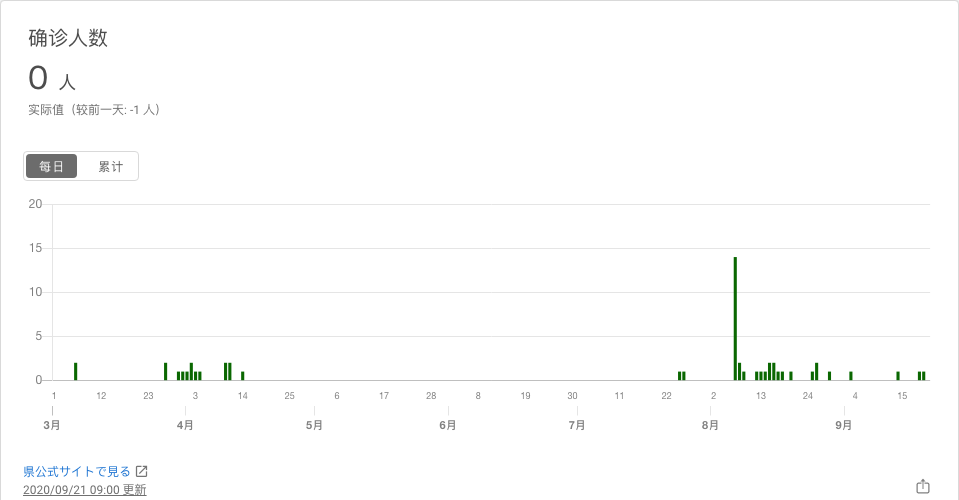 确诊人数
0 人
实际值（较前一天: -1 人）
每日 累计
20
15
10
5
0
1 12 23 3 14 25 6 17 28 8 19 30 11 22 2 13 24 4 15
3月 4月 5月 6月 7月 8月 9月
県公式サイトで見る
2020/09/21 09:00 更新